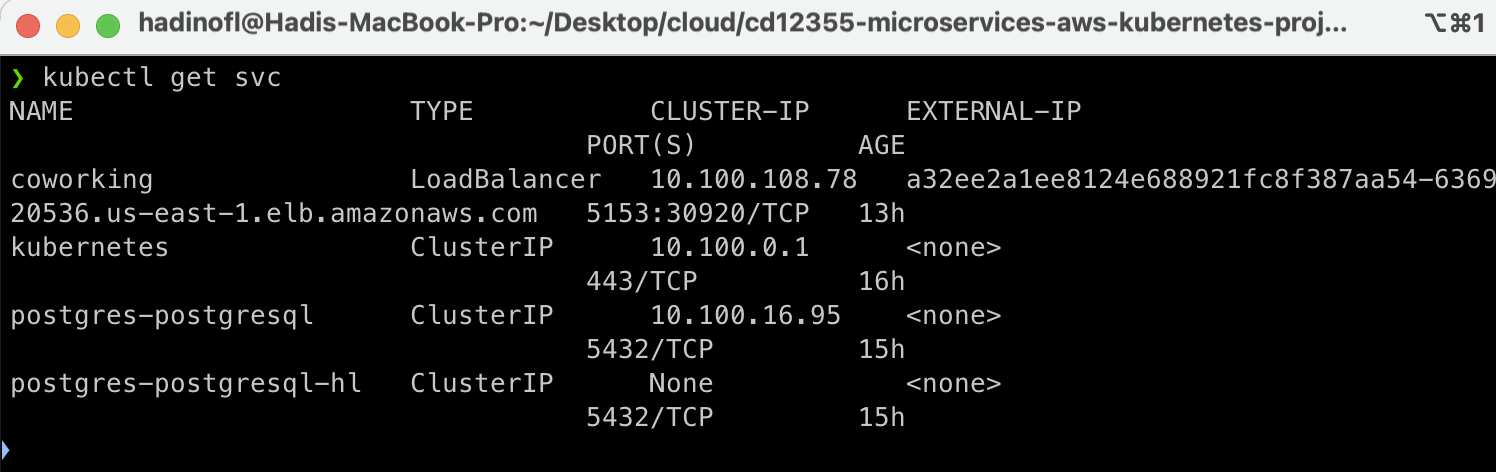 hadinofl@Hadis-MacBook-Pro:~/Desktop/cloud/cd12355-microservices-aws-kubernetes-proj... ⌥⌘1
❯ kubectl get svc
NAME                     TYPE           CLUSTER-IP      EXTERNAL-IP
                                    PORT(S)          AGE
coworking                LoadBalancer   10.100.108.78   a32ee2a1ee8124e688921fc8f387aa54-6369
20536.us-east-1.elb.amazonaws.com   5153:30920/TCP   13h
kubernetes               ClusterIP      10.100.0.1      <none>
                                    443/TCP          16h
postgres-postgresql      ClusterIP      10.100.16.95    <none>
                                    5432/TCP         15h
postgres-postgresql-hl   ClusterIP      None            <none>
                                    5432/TCP         15h